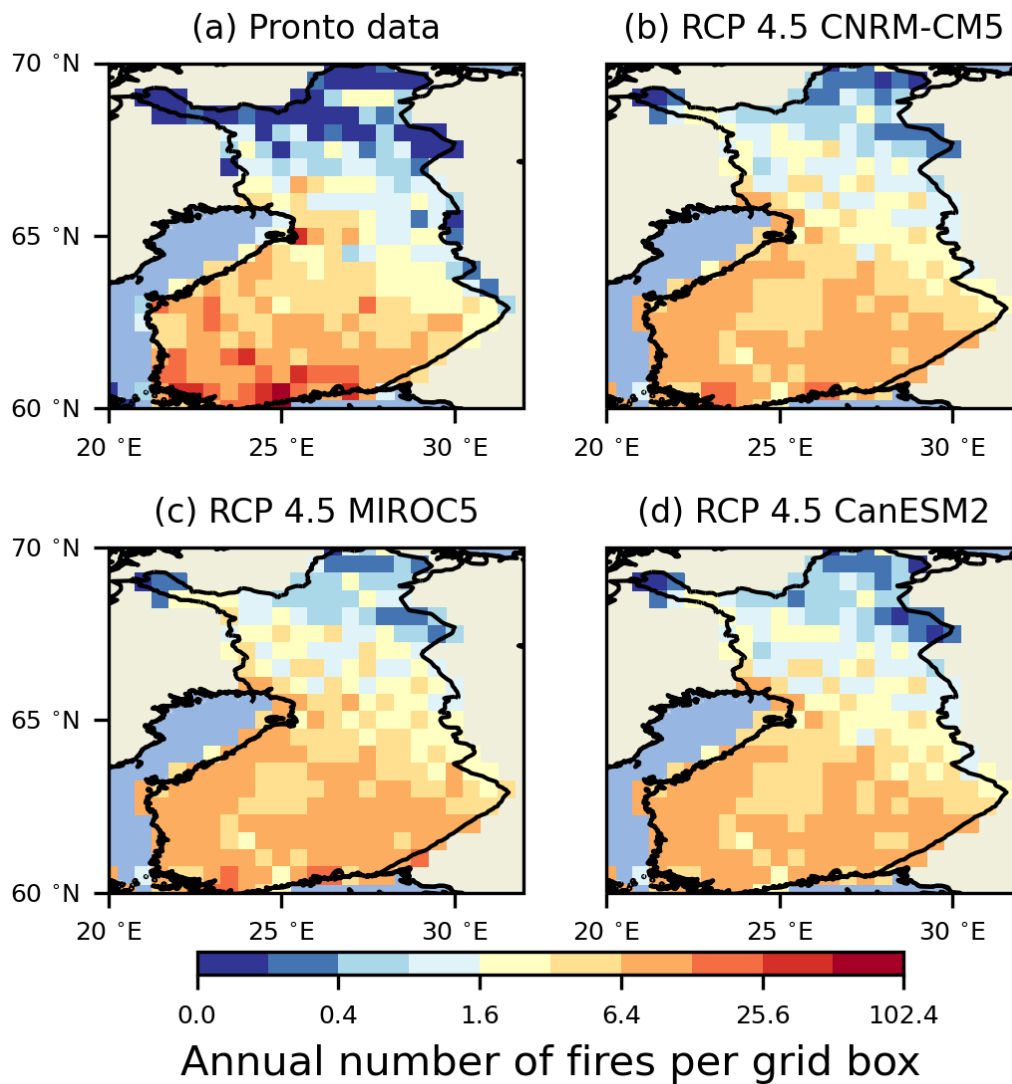 (a) Pronto data
(b) RCP 4.5 CNRM-CM5
70 °N
65 °N
60 °N
20 °E 25 °E 30 °E
20 °E 25 °E 30 °E
(c) RCP 4.5 MIROC5
(d) RCP 4.5 CanESM2
70 °N
65 °N
60 °N
20 °E 25 °E 30 °E
20 °E 25 °E 30 °E
0.0 0.4 1.6 6.4 25.6 102.4
Annual number of fires per grid box